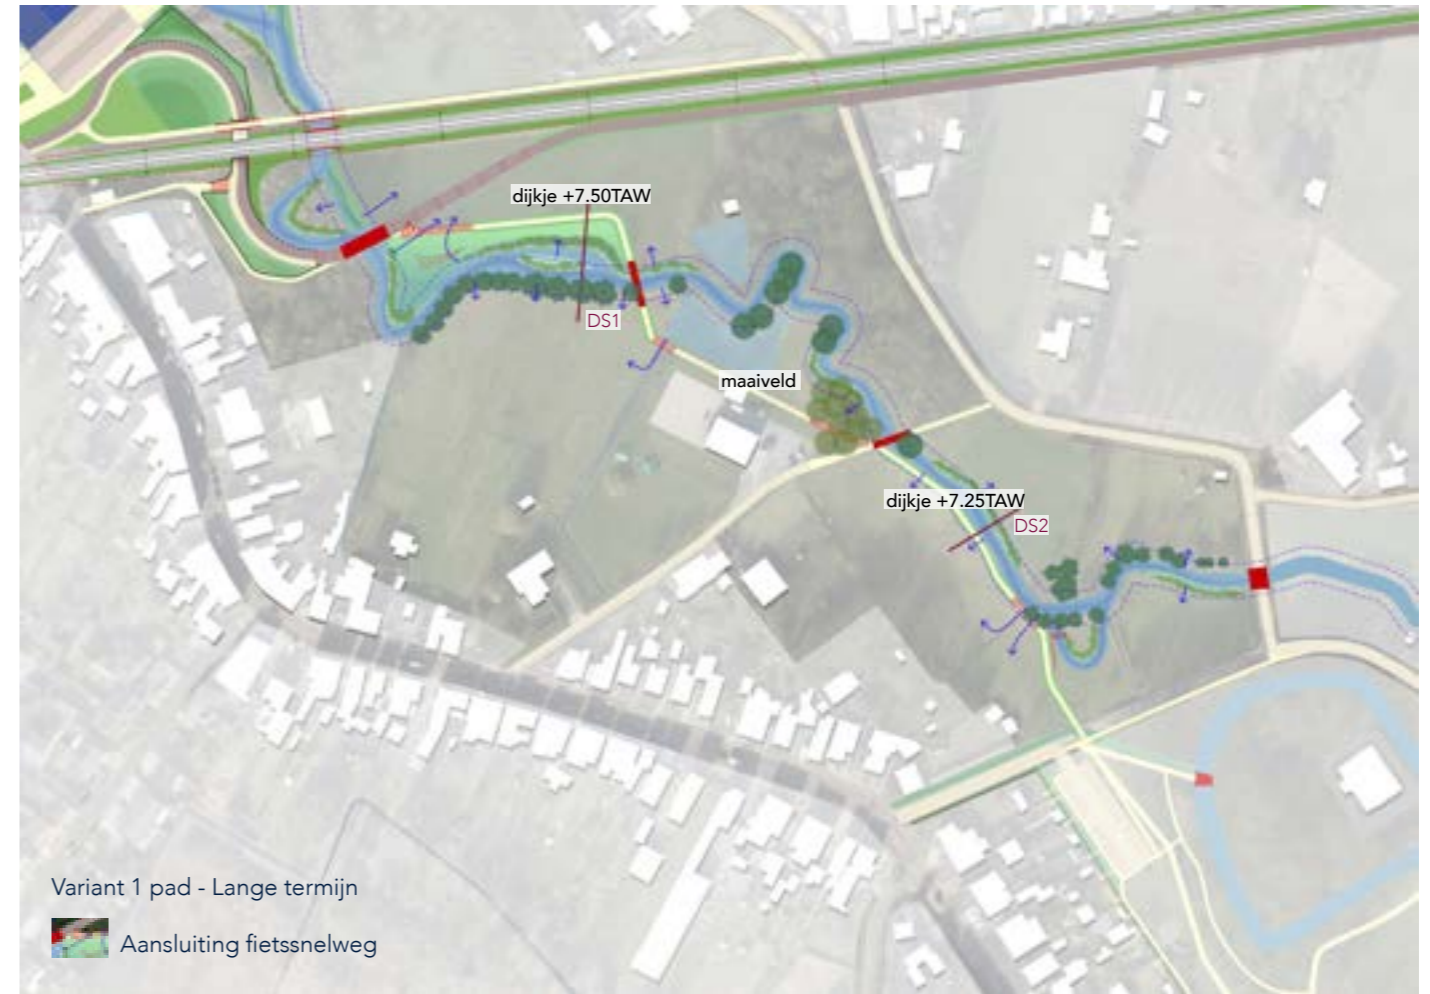 dijkje +7.50TAW
DS1
maaiveld
dijkje +7.25TAW
DS2
Variant 1 pad - Lange termijn
Aansluiting fietssnelweg